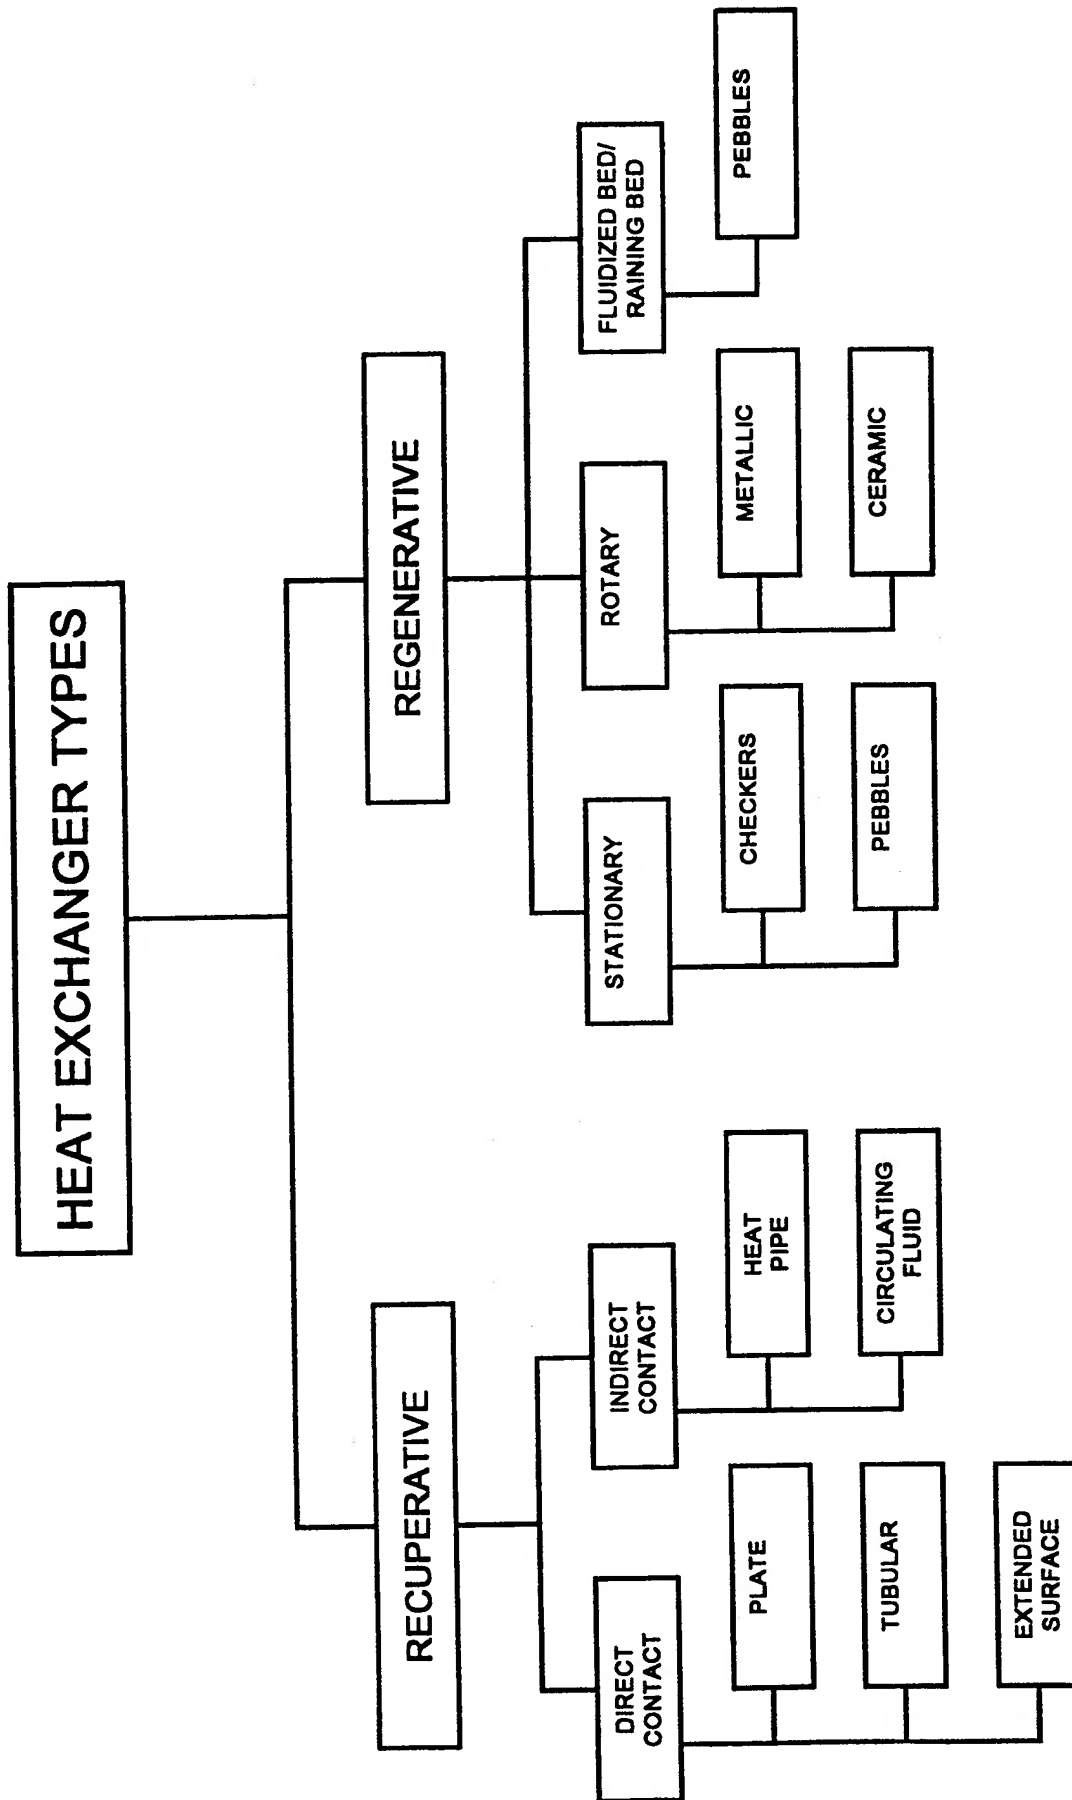 HEAT EXCHANGER TYPES
RECUPERATIVE
REGENERATIVE
DIRECT
CONTACT
PLATE
TUBULAR
EXTENDED
SURFACE
INDIRECT
CONTACT
HEAT
PIPE
CIRCULATING
FLUID
STATIONARY
CHECKERS
PEBBLES
ROTARY
METALLIC
CERAMIC
FLUIDIZED BED/
RAINING BED
PEBBLES